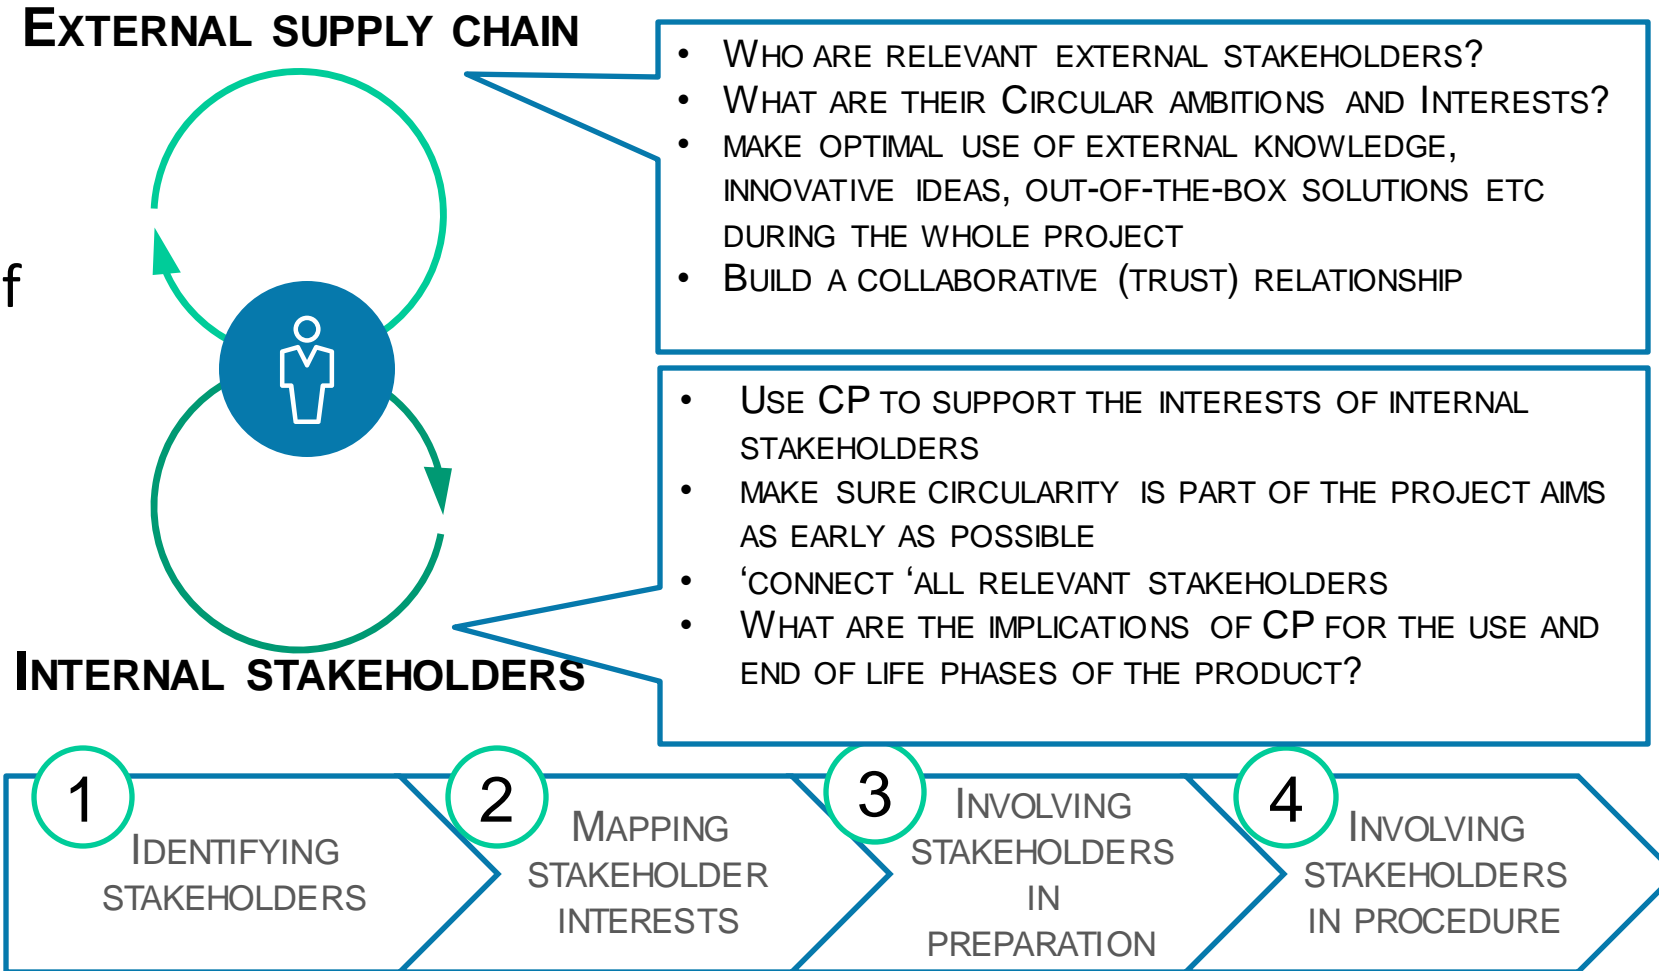 EXTERNAL SUPPLY CHAIN
• WHO ARE RELEVANT EXTERNAL STAKEHOLDERS?
• WHAT ARE THEIR CIRCULAR AMBITIONS AND INTERESTS?
• MAKE OPTIMAL USE OF EXTERNAL KNOWLEDGE,
INNOVATIVE IDEAS, OUT-OF-THE-BOX SOLUTIONS ETC
DURING THE WHOLE PROJECT
• BUILD A COLLABORATIVE (TRUST) RELATIONSHIP
f
• USE CP TO SUPPORT THE INTERESTS OF INTERNAL
STAKEHOLDERS
• MAKE SURE CIRCULARITY IS PART OF THE PROJECT AIMS
AS EARLY AS POSSIBLE
• ‘CONNECT ‘ALL RELEVANT STAKEHOLDERS
• WHAT ARE THE IMPLICATIONS OF CP FOR THE USE AND
END OF LIFE PHASES OF THE PRODUCT?
INTERNAL STAKEHOLDERS
1
IDENTIFYING
STAKEHOLDERS
2
MAPPING
STAKEHOLDER
INTERESTS
3
INVOLVING
STAKEHOLDERS
IN
PREPARATION
4
INVOLVING
STAKEHOLDERS
IN PROCEDURE